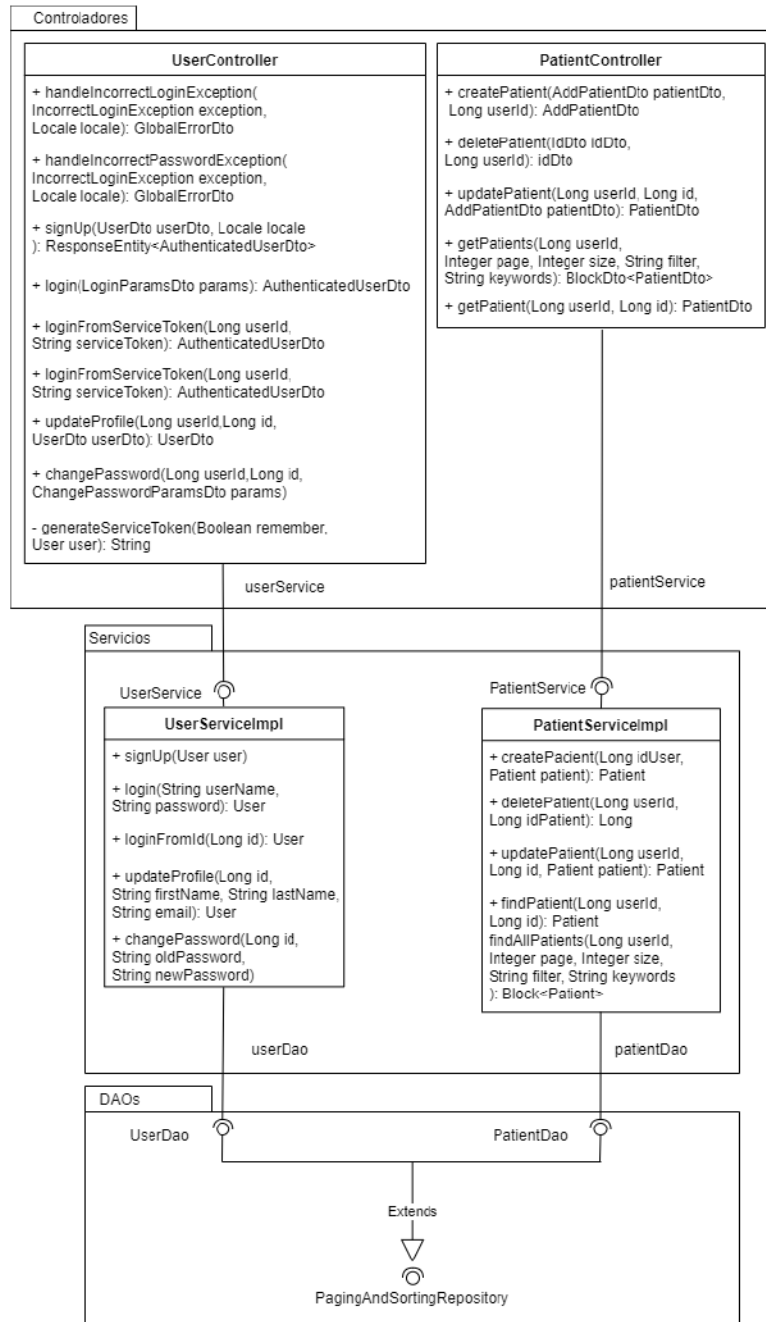 Controladores
UserController
+ handleIncorrectLoginException(
IncorrectLoginException exception,
Locale locale): GlobalErrorDto
+ handleIncorrectPasswordException(
IncorrectLoginException exception,
Locale locale): GlobalErrorDto
+ signUp(UserDto userDto, Locale locale
): ResponseEntity<AuthenticatedUserDto>
+ login(LoginParamsDto params): AuthenticatedUserDto
+ loginFromServiceToken(Long userId,
String serviceToken): AuthenticatedUserDto
+ loginFromServiceToken(Long userId,
String serviceToken): AuthenticatedUserDto
+ updateProfile(Long userId,Long id,
UserDto userDto): UserDto
+ changePassword(Long userId,Long id,
ChangePasswordParamsDto params)
- generateServiceToken(Boolean remember,
User user): String
PatientController
+ createPatient(AddPatientDto patientDto,
Long userId): AddPatientDto
+ deletePatient(IdDto idDto,
Long userId): idDto
+ updatePatient(Long userId, Long id,
AddPatientDto patientDto): PatientDto
+ getPatients(Long userId,
Integer page, Integer size, String filter,
String keywords): BlockDto<PatientDto>
+ getPatient(Long userId, Long id): PatientDto
userService
patientService
Servicios
UserService
PatientService
UserServiceImpl
+ signUp(User user)
+ login(String userName,
String password): User
+ loginFromId(Long id): User
+ updateProfile(Long id,
String firstName, String lastName,
String email): User
+ changePassword(Long id,
String oldPassword,
String newPassword)
PatientServiceImpl
+ createPacient(Long idUser,
Patient patient): Patient
+ deletePatient(Long userId,
Long idPatient): Long
+ updatePatient(Long userId,
Long id, Patient patient): Patient
+ findPatient(Long userId,
Long id): Patient
findAllPatients(Long userId,
Integer page, Integer size,
String filter, String keywords
): Block<Patient>
userDao
patientDao
DAOs
UserDao
PatientDao
Extends
PagingAndSortingRepository